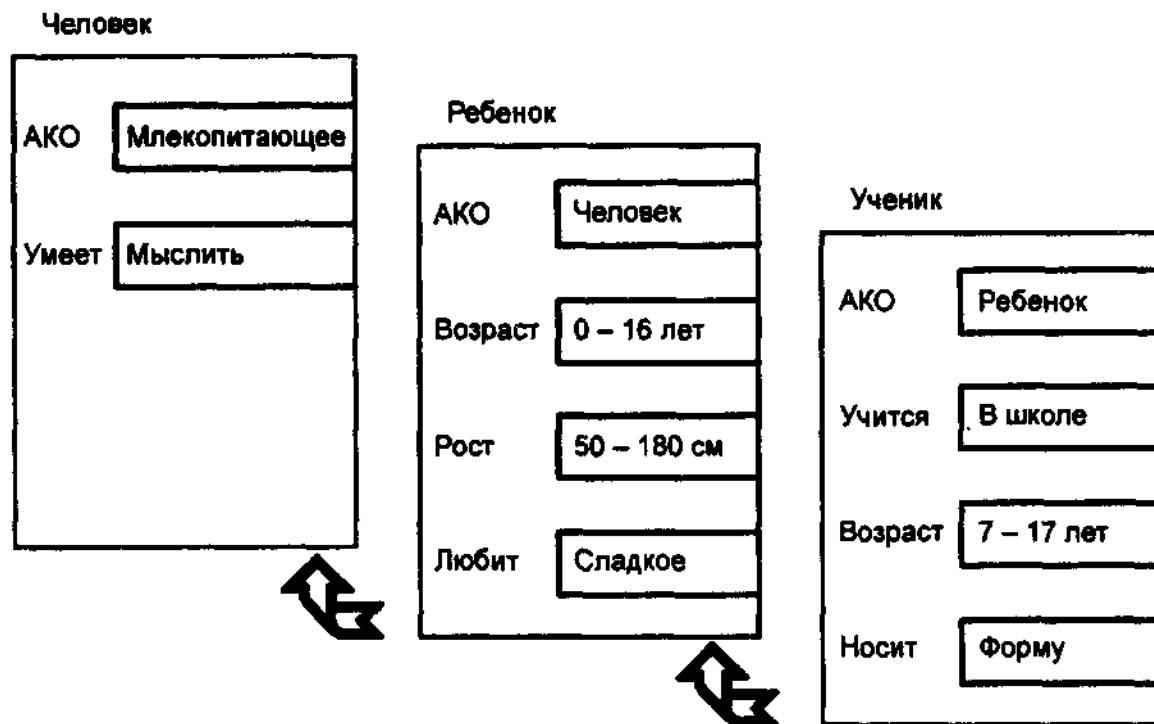 Человек
АКО Млекопитающее
Умеет Мыслить
Ребенок
АКО Человек
Возраст 0 – 16 лет
Рост 50 – 180 см
Любит Сладкое
Ученик
АКО Ребенок
Учится В школе
Возраст 7 – 17 лет
Носит Форму